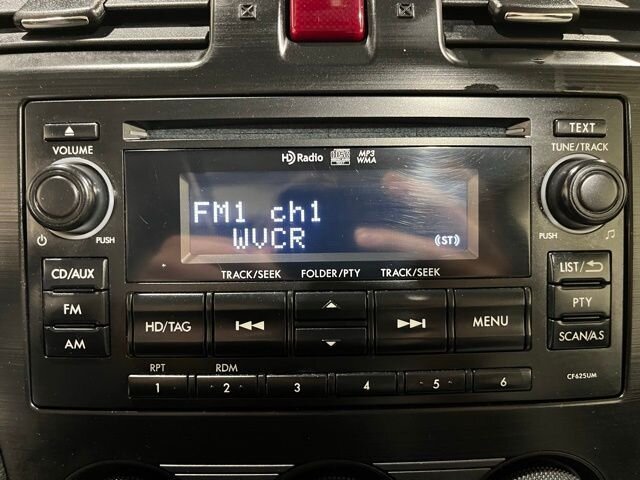 TEXT
VOLUME
TUNE/TRACK
HD Radio
MP3
WMA
FM1 ch1
WVCR
(ST)
PUSH
PUSH
TRACK/SEEK FOLDER/PTY TRACK/SEEK
CD/AUX
LIST/
FM
HD/TAG
MENU
PTY
AM
SCAN/A.S
RPT RDM
1 2 3 4 5 6
CF625UM